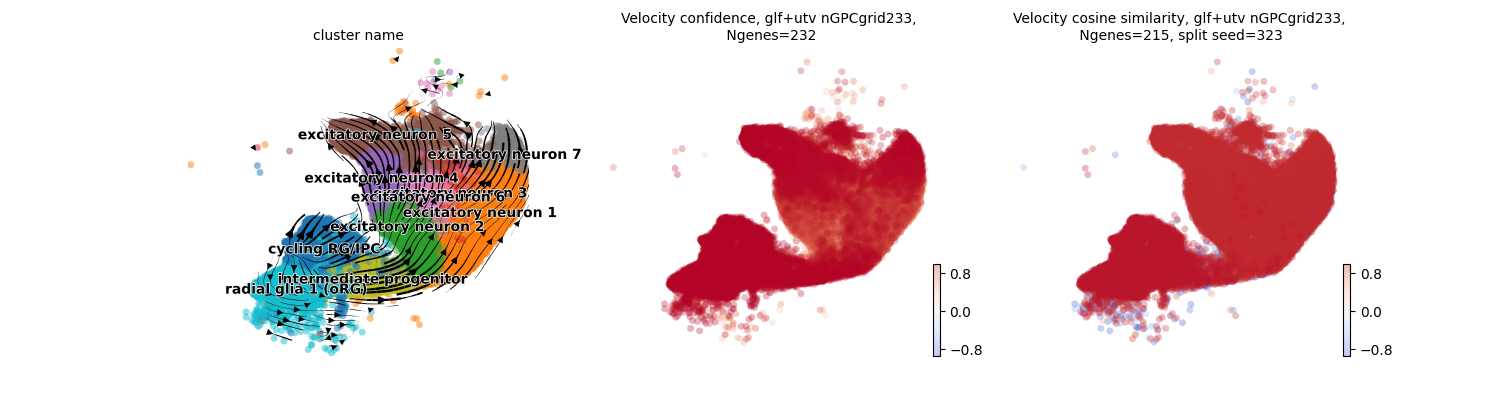 cluster name
Velocity confidence, glf+utv nGPCgrid233,
Ngenes=232
Velocity cosine similarity, glf+utv nGPCgrid233,
Ngenes=215, split seed=323
excitatory neuron 5
excitatory neuron 7
excitatory neuron 4
excitatory neuron 3
excitatory neuron 6
excitatory neuron 1
excitatory neuron 2
cycling RG/IPC
intermediate progenitor
radial glia 1 (oRG)
0.8
0.0
−0.8
0.8
0.0
−0.8